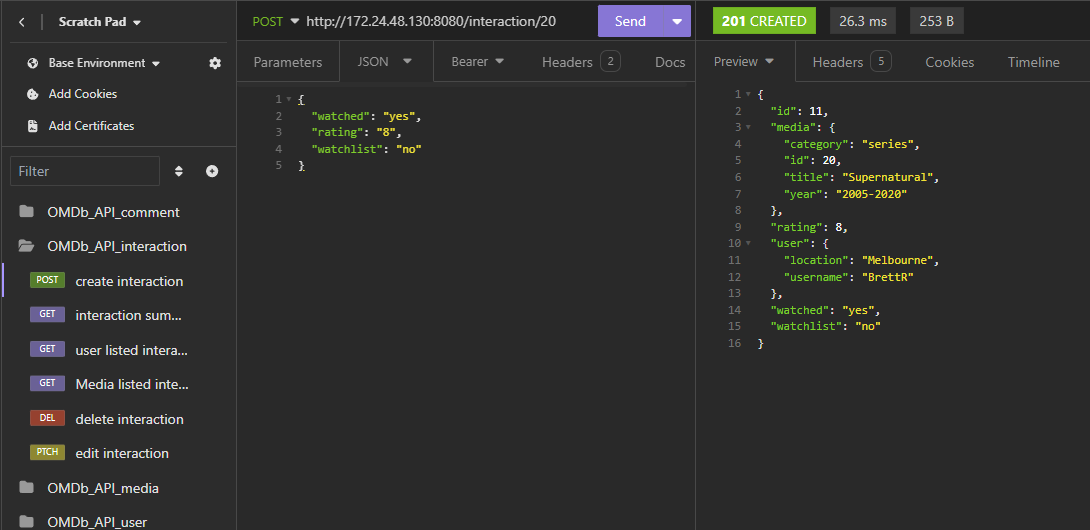 Scratch Pad
Base Environment
Add Cookies
Add Certificates
Filter
OMDb_API_comment
OMDb_API_interaction
POST create interaction
GET interaction sum...
GET user listed intera...
GET Media listed inte...
DEL delete interaction
PTCH edit interaction
OMDb_API_media
OMDb_API_user
POST http://172.24.48.130:8080/interaction/20 Send
Parameters JSON Bearer Headers 2 Docs
1 {
2 "watched": "yes",
3 "rating": "8",
4 "watchlist": "no"
5 }
201 CREATED 26.3 ms 253 B
Preview Headers 5 Cookies Timeline
1 {
2 "id": 11,
3 "media": {
4 "category": "series",
5 "id": 20,
6 "title": "Supernatural",
7 "year": "2005-2020"
8 },
9 "rating": 8,
10 "user": {
11 "location": "Melbourne",
12 "username": "BrettR"
13 },
14 "watched": "yes",
15 "watchlist": "no"
16 }